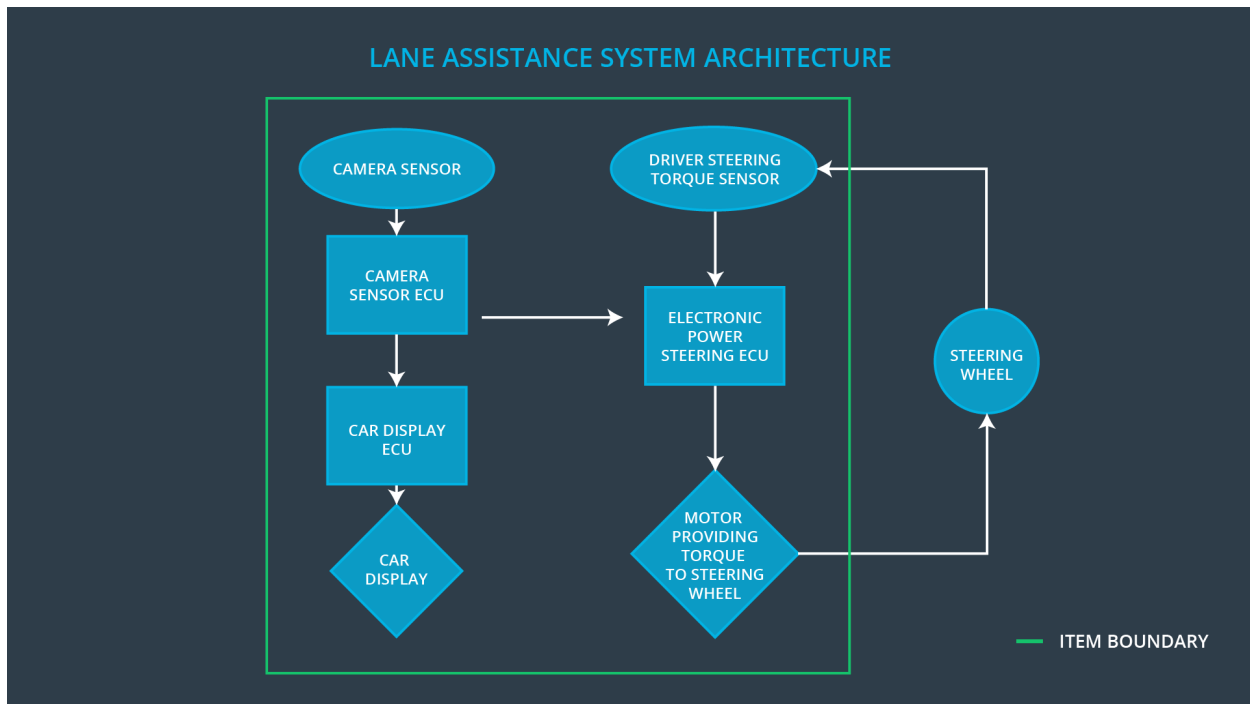 LANE ASSISTANCE SYSTEM ARCHITECTURE
CAMERA SENSOR
DRIVER STEERING
TORQUE SENSOR
CAMERA
SENSOR ECU
ELECTRONIC
POWER
STEERING ECU
STEERING
WHEEL
CAR DISPLAY
ECU
MOTOR
PROVIDING
TORQUE
TO STEERING
WHEEL
CAR
DISPLAY
ITEM BOUNDARY